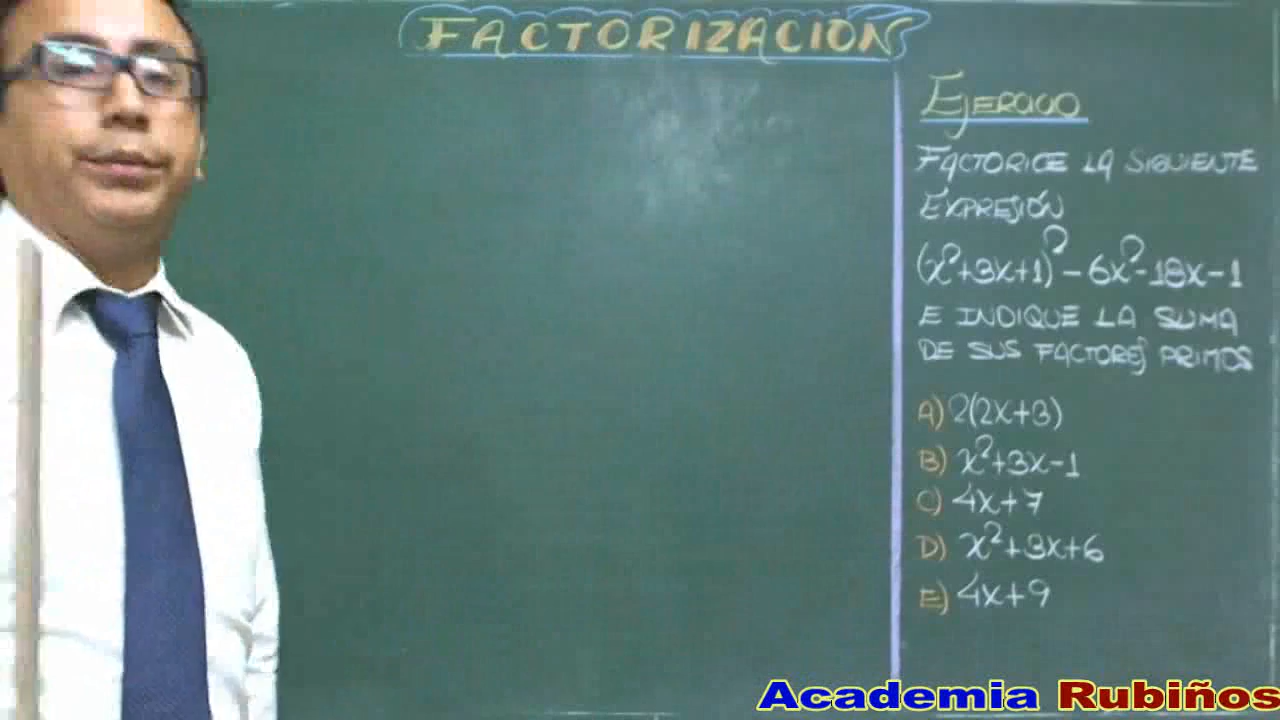 FACTORIZACION
EJERCICIO
FACTORICE LA SIGUIENTE
EXPRESIÓN
(x²+3x+1)² - 6x² - 18x - 1
E INDIQUE LA SUMA
DE SUS FACTORES PRIMOS
A) 2(2x+3)
B) x²+3x-1
C) 4x+7
D) x²+3x+6
E) 4x+9
Academia Rubiños